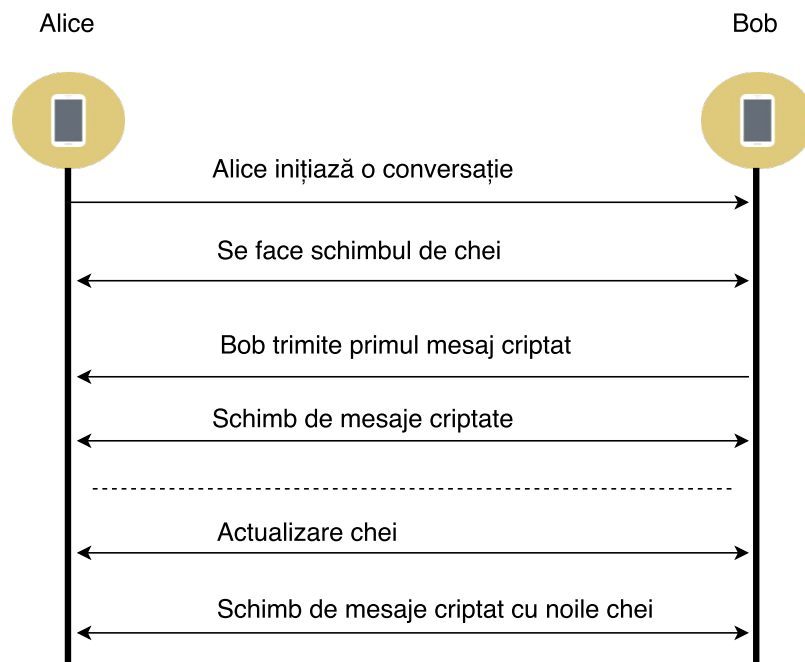 Alice
Bob
Alice inițiază o conversație
Se face schimbul de chei
Bob trimite primul mesaj criptat
Schimb de mesaje criptate
Actualizare chei
Schimb de mesaje criptat cu noile chei